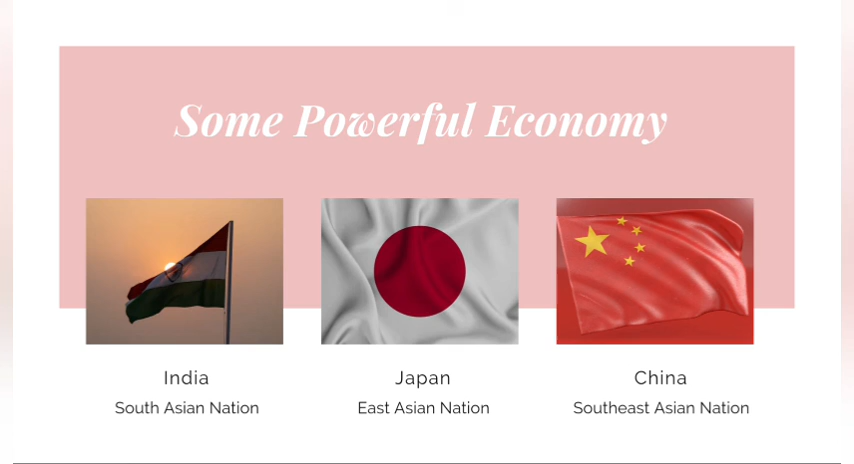 Some Powerful Economy
India
Japan
China
South Asian Nation
East Asian Nation
Southeast Asian Nation